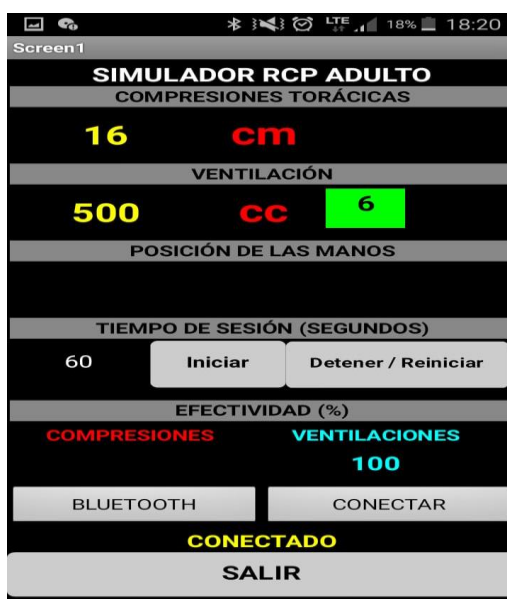 LTE 18% 18:20
Screen1
SIMULADOR RCP ADULTO
COMPRESIONES TORÁCICAS
16 cm
VENTILACIÓN
500 cc 6
POSICIÓN DE LAS MANOS
TIEMPO DE SESIÓN (SEGUNDOS)
60 Iniciar Detener / Reiniciar
EFECTIVIDAD (%)
COMPRESIONES VENTILACIONES
100
BLUETOOTH CONECTAR
CONECTADO
SALIR